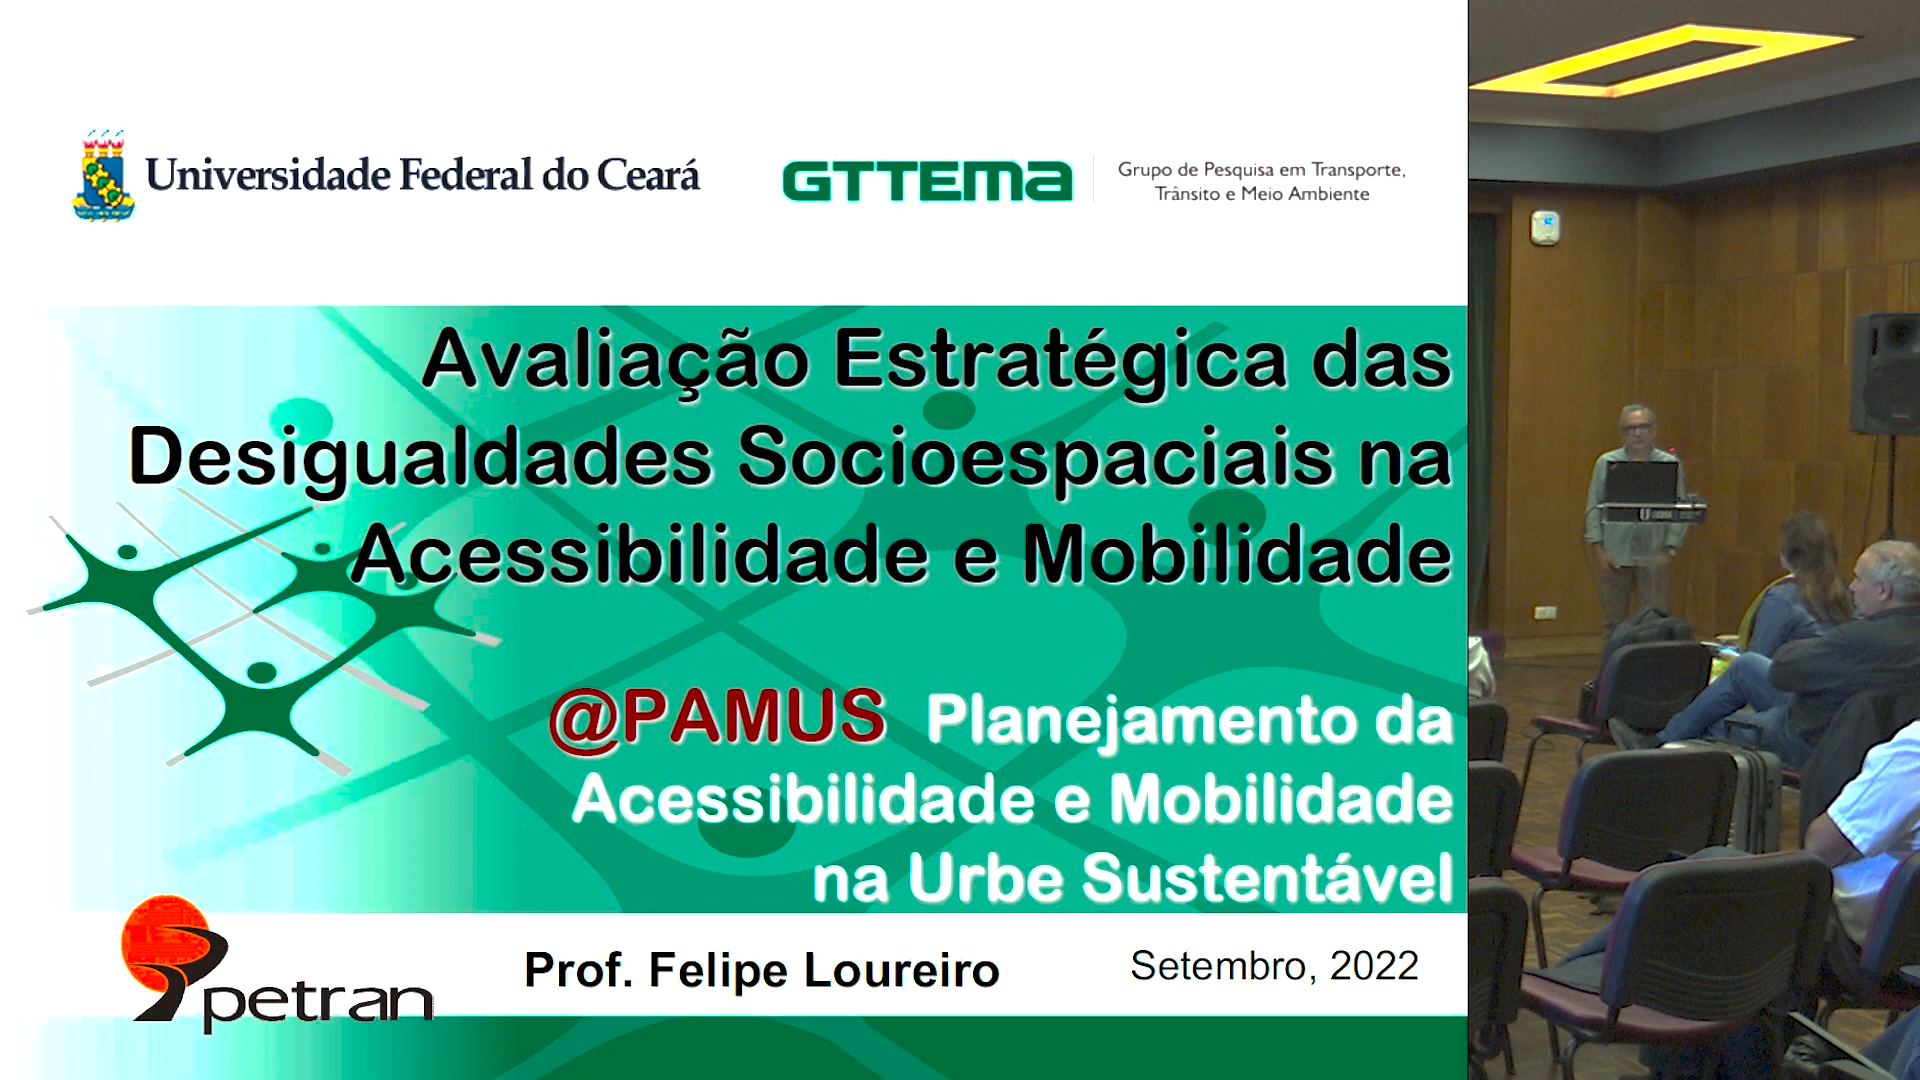 Universidade Federal do Ceará
GTTEMA
Grupo de Pesquisa em Transporte,
Trânsito e Meio Ambiente
Avaliação Estratégica das
Desigualdades Socioespaciais na
Acessibilidade e Mobilidade
@PAMUS Planejamento da
Acessibilidade e Mobilidade
na Urbe Sustentável
petran
Prof. Felipe Loureiro
Setembro, 2022